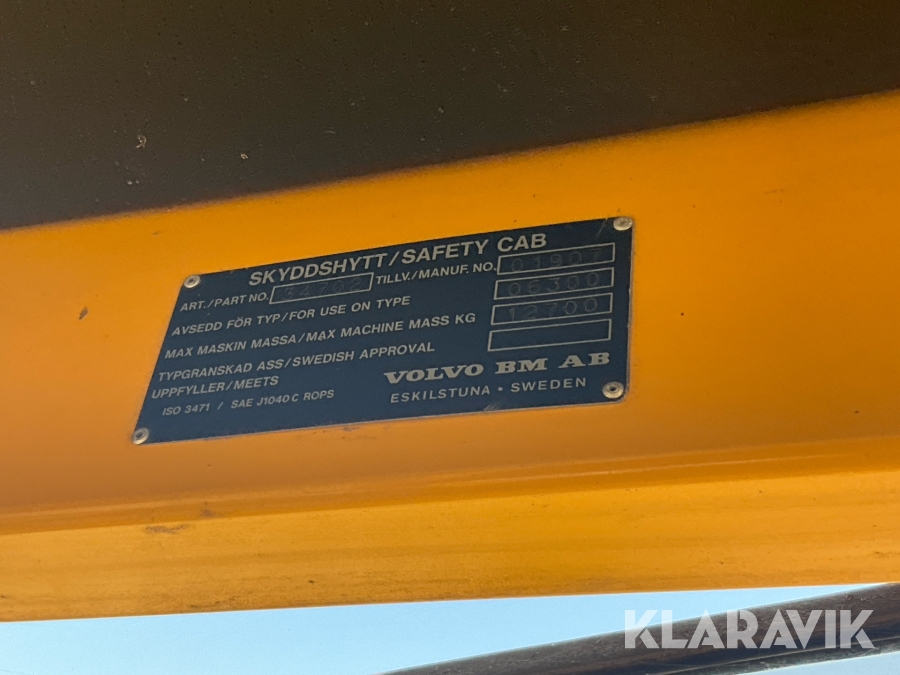 SKYDDSHYTT/SAFETY CAB
ART./PART NO. 34702 TILLV./MANUF. NO. 01907
AVSEDD FÖR TYP/FOR USE ON TYPE 06300
MAX MASKIN MASSA/MAX MACHINE MASS KG 12700
TYPGRANSKAD ASS/SWEDISH APPROVAL
UPPFYLLER/MEETS
VOLVO BM AB
ISO 3471 / SAE J1040 C ROPS
ESKILSTUNA · SWEDEN
KLARAVIK